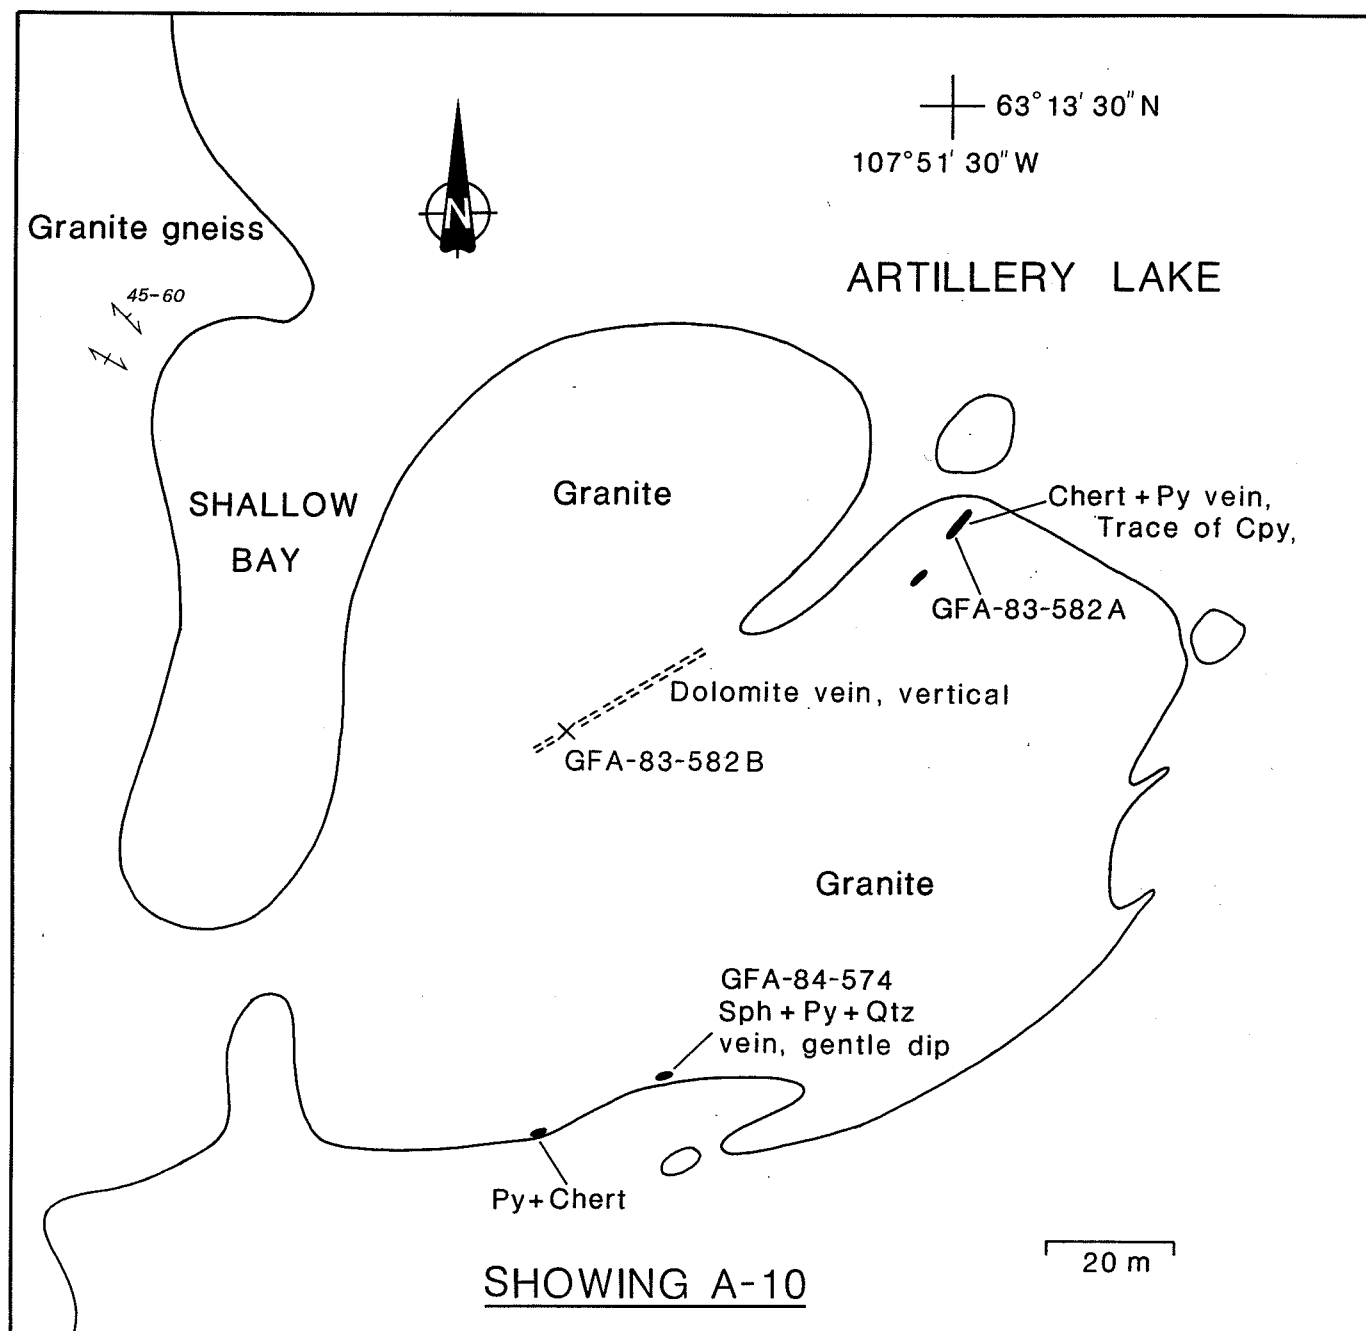 63°13'30"N
107°51'30"W
N
Granite gneiss
ARTILLERY LAKE
45-60
SHALLOW
BAY
Granite
Chert + Py vein,
Trace of Cpy,
GFA-83-582A
Dolomite vein, vertical
GFA-83-582B
Granite
GFA-84-574
Sph + Py + Qtz
vein, gentle dip
Py+Chert
20 m
SHOWING A-10